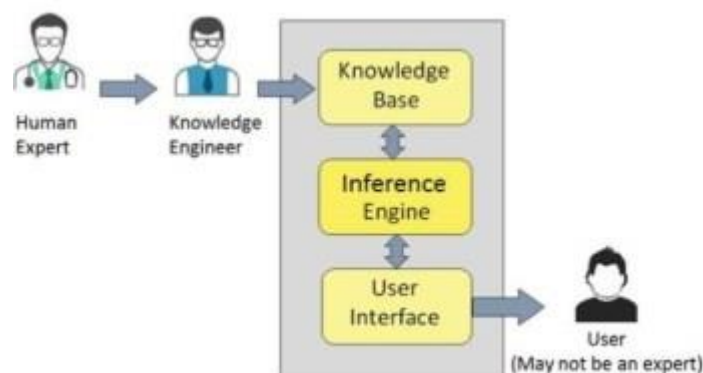 Human
Expert
Knowledge
Engineer
Knowledge
Base
Inference
Engine
User
Interface
User
(May not be an expert)